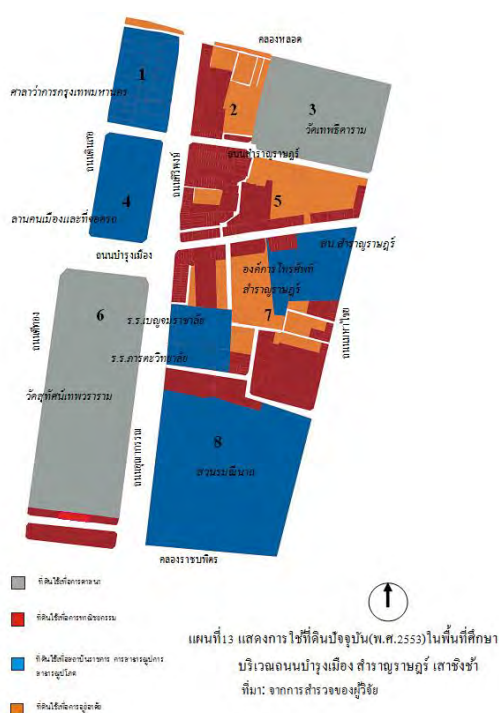 คลองหลอด
1
ศาลาว่าการกรุงเทพมหานคร
2
3
วัดเทพธิดาราม
ถนนดินสอ
ถนนศิริพงษ์
ถนนสำราญราษฎร์
4
5
ลานคนเมืองและที่จอดรถ
ถนนบำรุงเมือง
สน.สำราญราษฎร์
องค์การโทรศัพท์
สำราญราษฎร์
6
7
ร.ร.เบญจมราชาลัย
ถนนมหาไชย
ถนนตีทอง
ร.ร.ภารตะวิทยาลัย
วัดสุทัศน์เทพวราราม
8
สวนรมณีนาถ
ถนนอุณากรรณ
คลองราชบพิตร
ที่ดินใช้เพื่อการศาสนา
ที่ดินใช้เพื่อการพาณิชยกรรม
ที่ดินใช้เพื่อสถาบันราชการ การสาธารณูปการ
สาธารณูปโภค
ที่ดินใช้เพื่อการอยู่อาศัย
แผนที่13 แสดงการใช้ที่ดินปัจจุบัน(พ.ศ.2553)ในพื้นที่ศึกษา
บริเวณถนนบำรุงเมือง สำราญราษฎร์ เสาชิงช้า
ที่มา: จากการสำรวจของผู้วิจัย